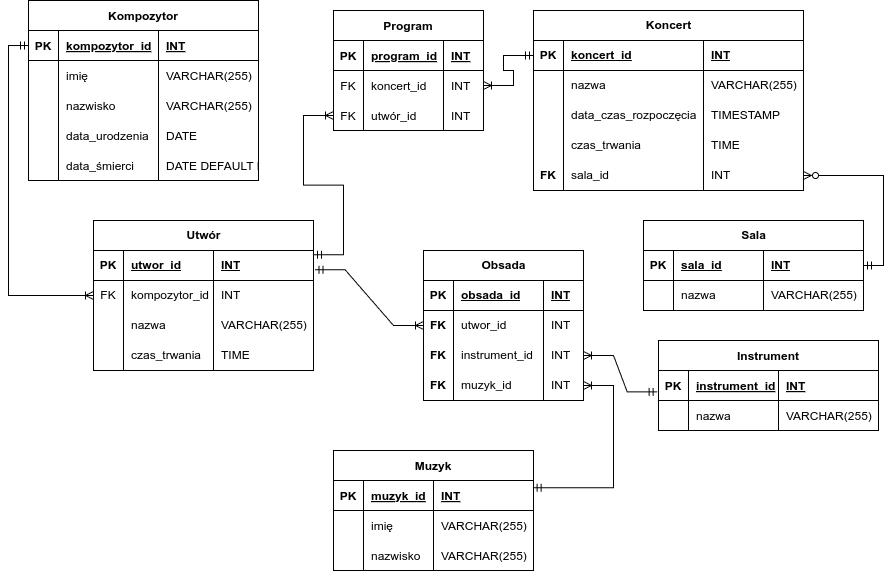 Kompozytor
PK kompozytor_id INT
imię VARCHAR(255)
nazwisko VARCHAR(255)
data_urodzenia DATE
data_śmierci DATE DEFAULT
Program
PK program_id INT
FK koncert_id INT
FK utwór_id INT
Koncert
PK koncert_id INT
nazwa VARCHAR(255)
data_czas_rozpoczęcia TIMESTAMP
czas_trwania TIME
FK sala_id INT
Utwór
PK utwor_id INT
FK kompozytor_id INT
nazwa VARCHAR(255)
czas_trwania TIME
Obsada
PK obsada_id INT
FK utwor_id INT
FK instrument_id INT
FK muzyk_id INT
Sala
PK sala_id INT
nazwa VARCHAR(255)
Instrument
PK instrument_id INT
nazwa VARCHAR(255)
Muzyk
PK muzyk_id INT
imię VARCHAR(255)
nazwisko VARCHAR(255)